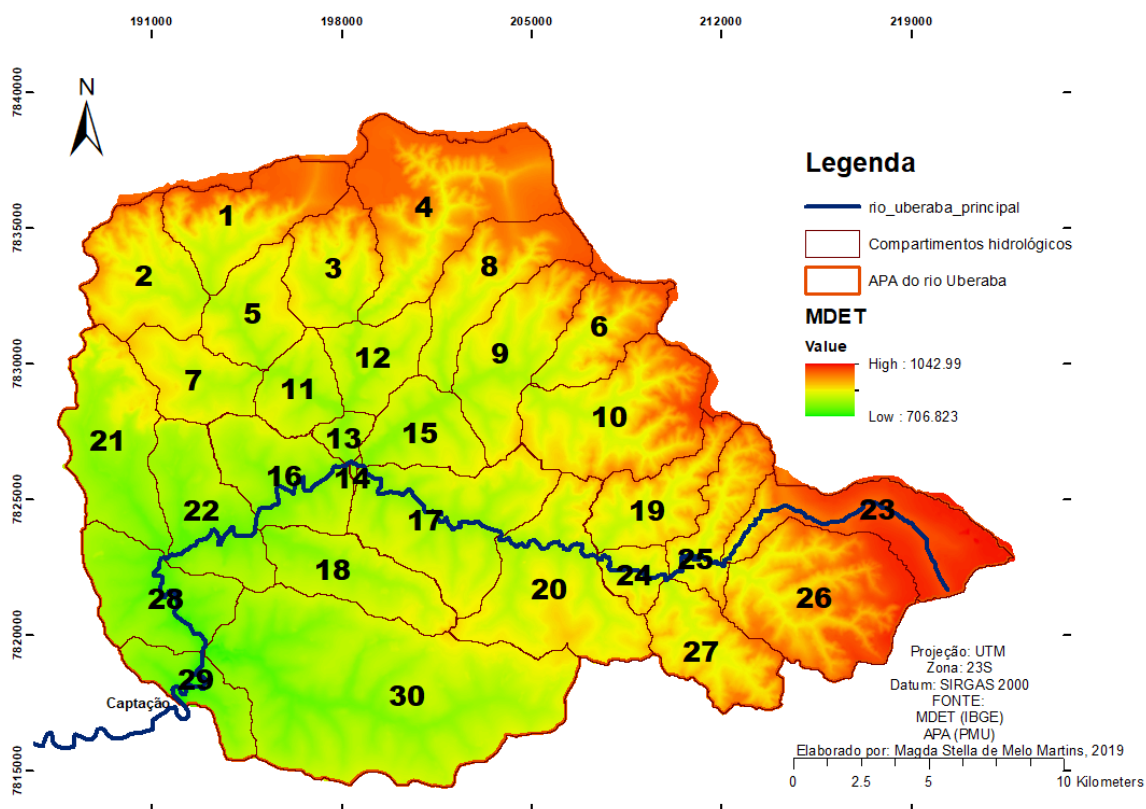 191000 198000 205000 212000 219000
7840000
7835000
7830000
7825000
7820000
7815000
N
1
2
3
4
5
6
7
8
9
10
11
12
13
14
15
16
17
18
19
20
21
22
23
24
25
26
27
28
29
30
Captação
Legenda
rio_uberaba_principal
Compartimentos hidrológicos
APA do rio Uberaba
MDET
Value
High : 1042.99
Low : 706.823
Projeção: UTM
Zona: 23S
Datum: SIRGAS 2000
FONTE:
MDET (IBGE)
APA (PMU)
Elaborado por: Magda Stella de Melo Martins, 2019
0 2.5 5 10 Kilometers